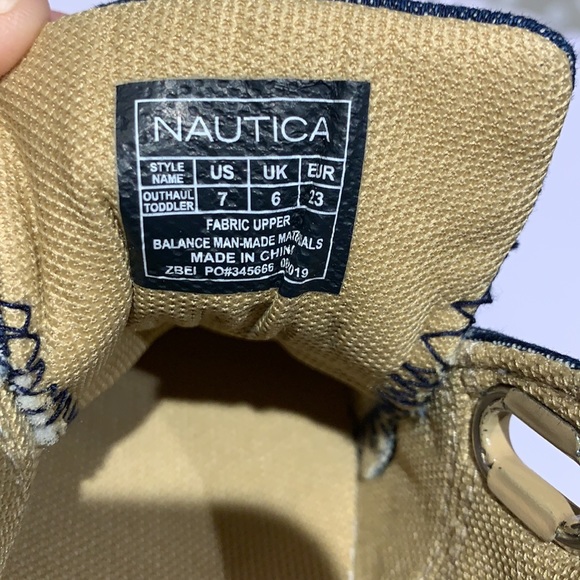 NAUTICA
STYLE NAME US UK EUR
OUTHAUL TODDLER 7 6 23
FABRIC UPPER
BALANCE MAN-MADE MATERIALS
MADE IN CHINA
ZBEI PO#345666